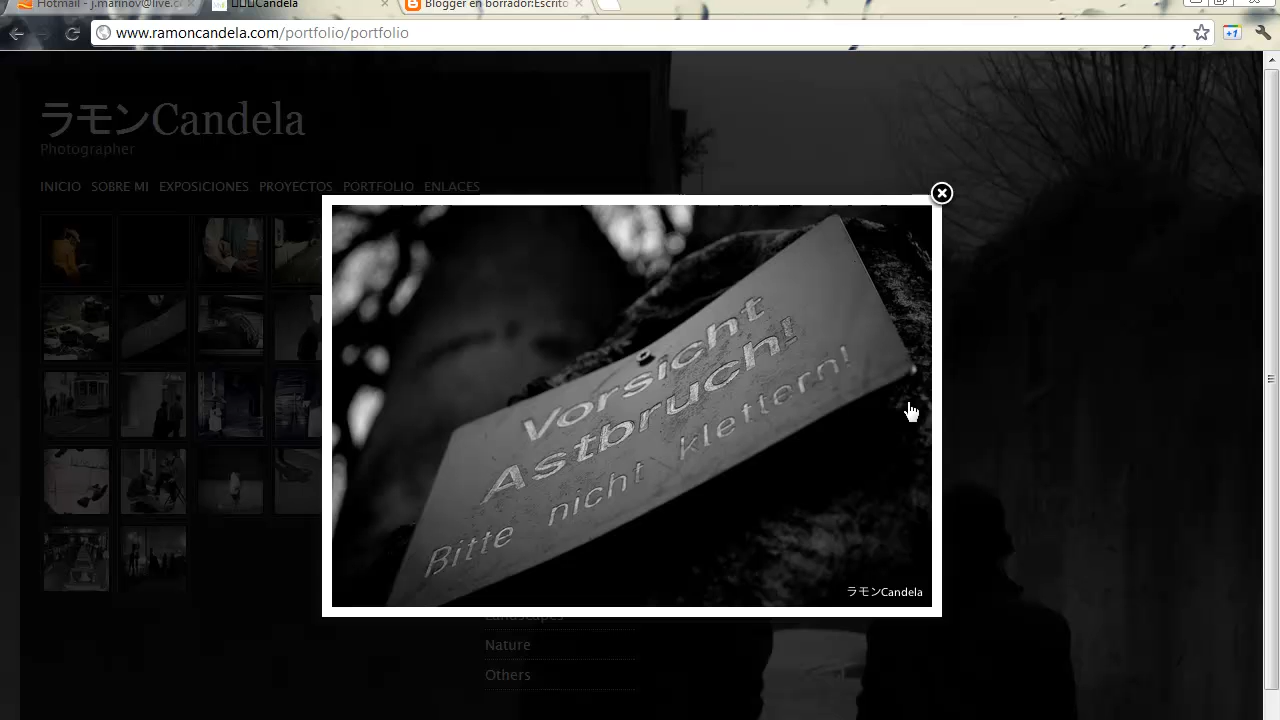 Hotmail - j.marinov@live.c
Candela
Blogger en borrador:Escrito
www.ramoncandela.com/portfolio/portfolio
+1
ラモンCandela
Photographer
INICIO SOBRE MI EXPOSICIONES PROYECTOS PORTFOLIO ENLACES
Vorsicht
Astbruch!
Bitte nicht klettern!
ラモンCandela
Landscapes
Nature
Others